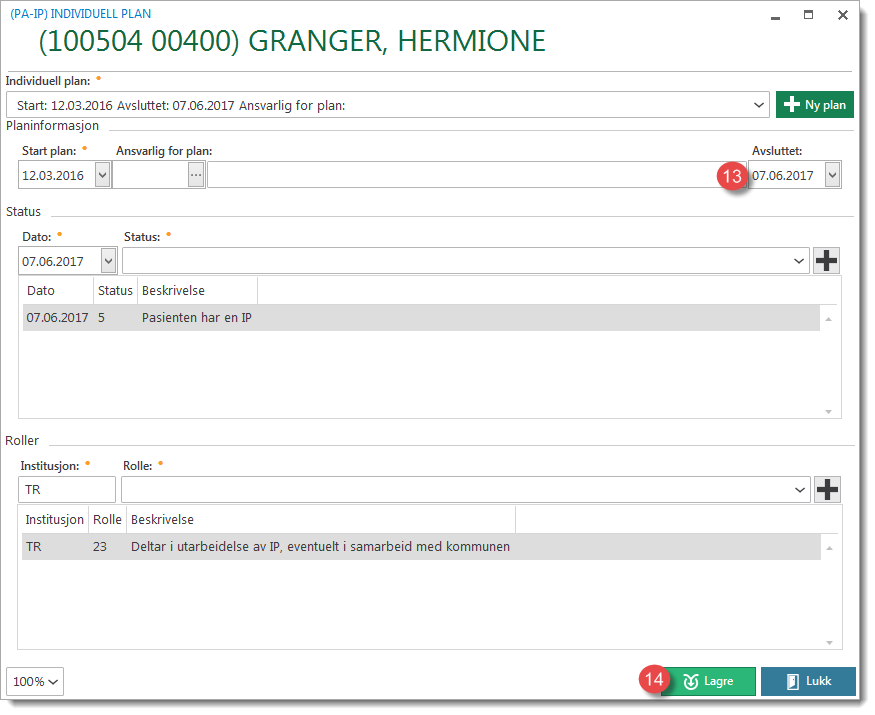 (PA-IP) INDIVIDUELL PLAN
(100504 00400) GRANGER, HERMIONE
Individuell plan: *
Start: 12.03.2016 Avsluttet: 07.06.2017 Ansvarlig for plan:
Ny plan
Planinformasjon
Start plan: * Ansvarlig for plan: Avsluttet:
12.03.2016 ... 13 07.06.2017
Status
Dato: * Status: *
07.06.2017
Dato Status Beskrivelse
07.06.2017 5 Pasienten har en IP
Roller
Institusjon: * Rolle: *
TR
Institusjon Rolle Beskrivelse
TR 23 Deltar i utarbeidelse av IP, eventuelt i samarbeid med kommunen
100% 14 Lagre Lukk